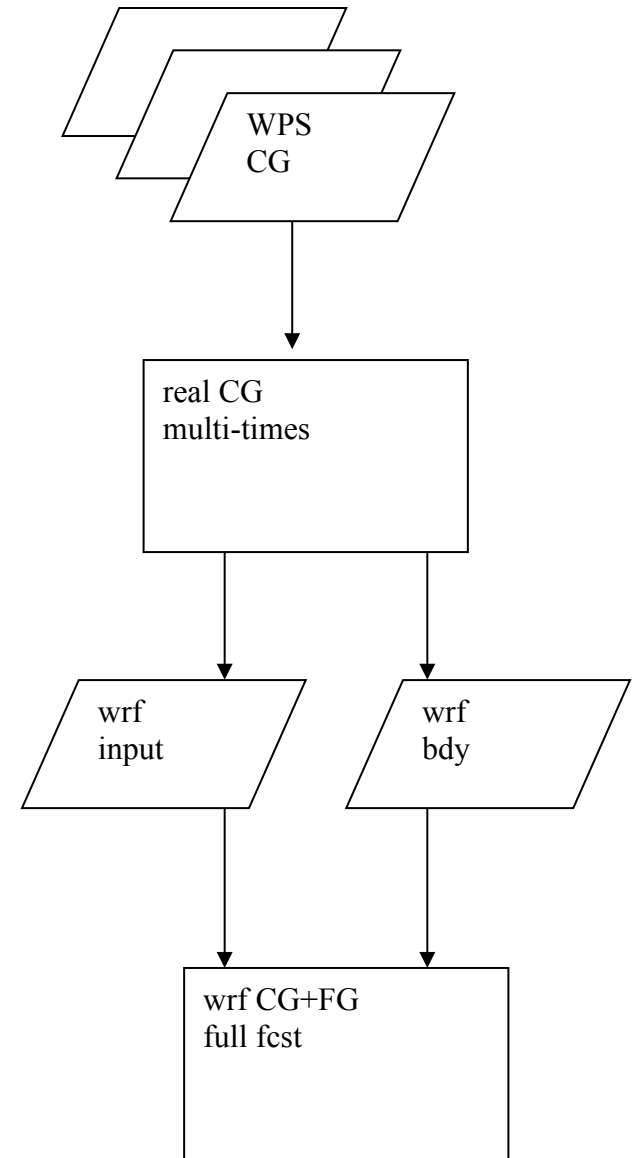 WPS
CG
real CG
multi-times
wrf
input
wrf
bdy
wrf CG+FG
full fcst